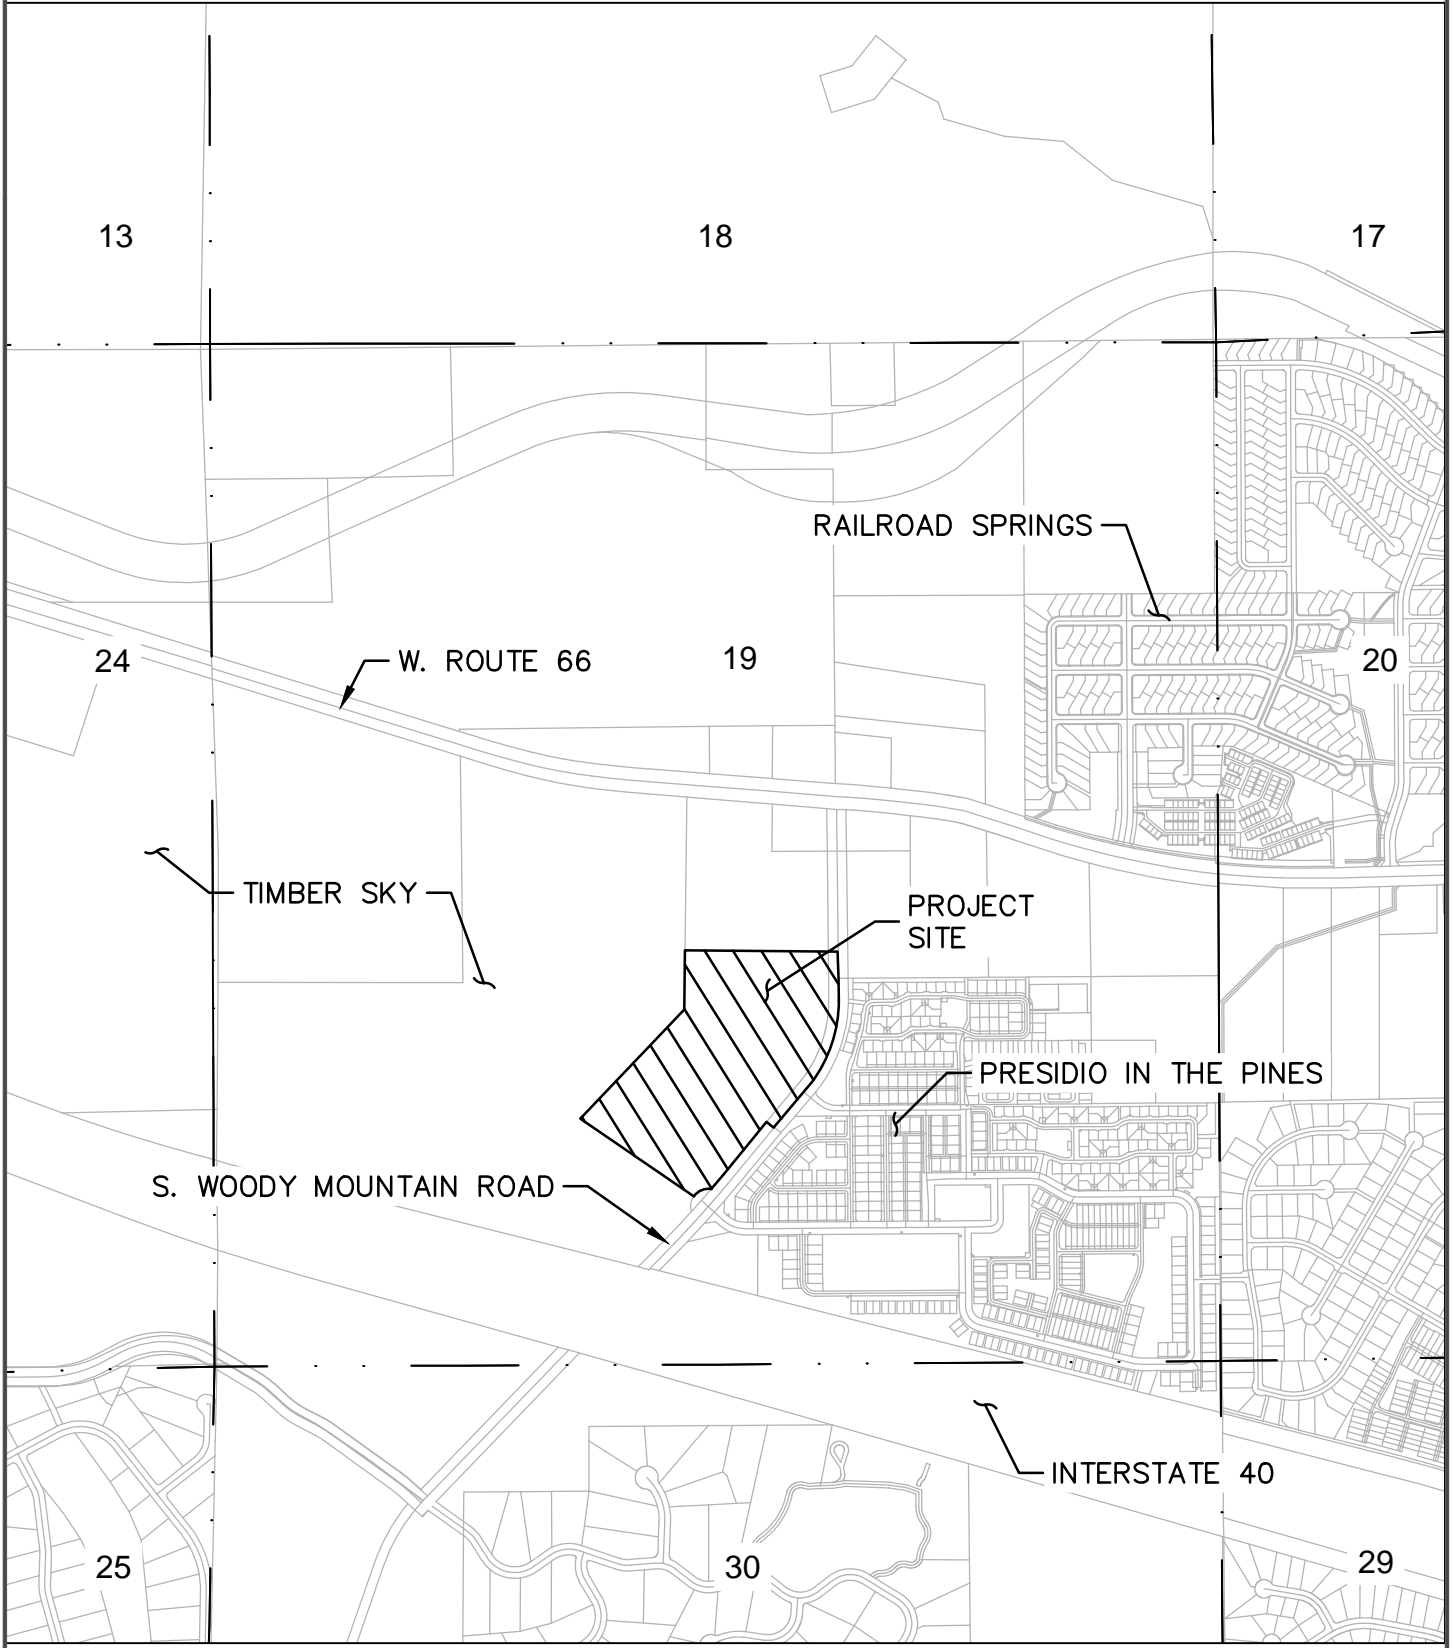 13
18
17
RAILROAD SPRINGS
24
W. ROUTE 66
19
20
TIMBER SKY
PROJECT
SITE
PRESIDIO IN THE PINES
S. WOODY MOUNTAIN ROAD
INTERSTATE 40
25
30
29